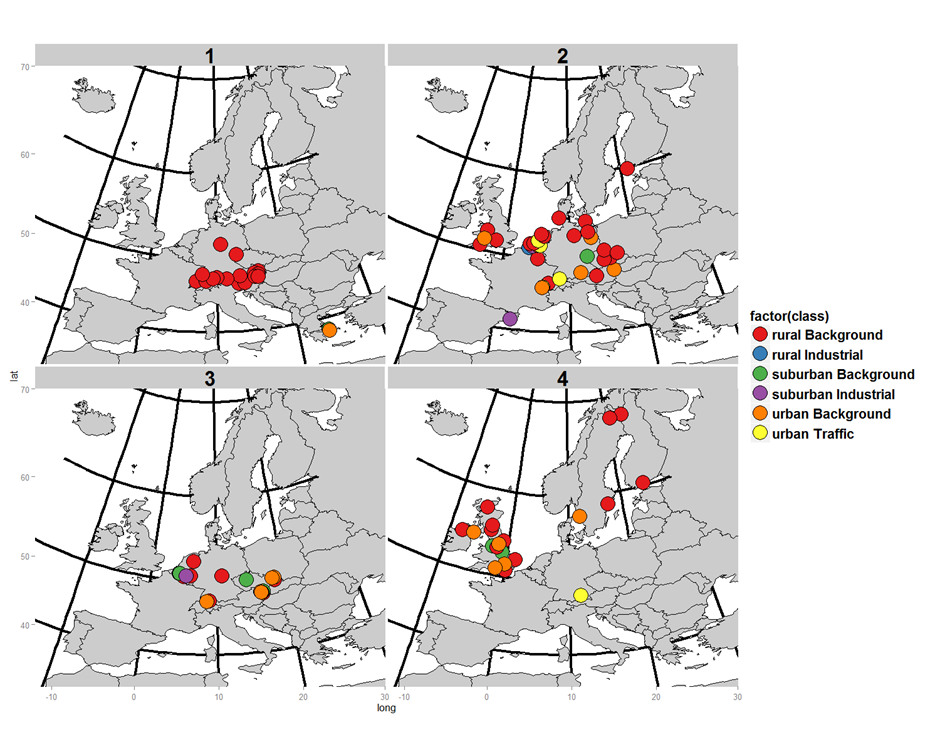 1 2
70
60
50
40
3 4
lat
70
60
50
40
-10 0 10 20 30 -10 0 10 20 30
long
factor(class)
rural Background
rural Industrial
suburban Background
suburban Industrial
urban Background
urban Traffic